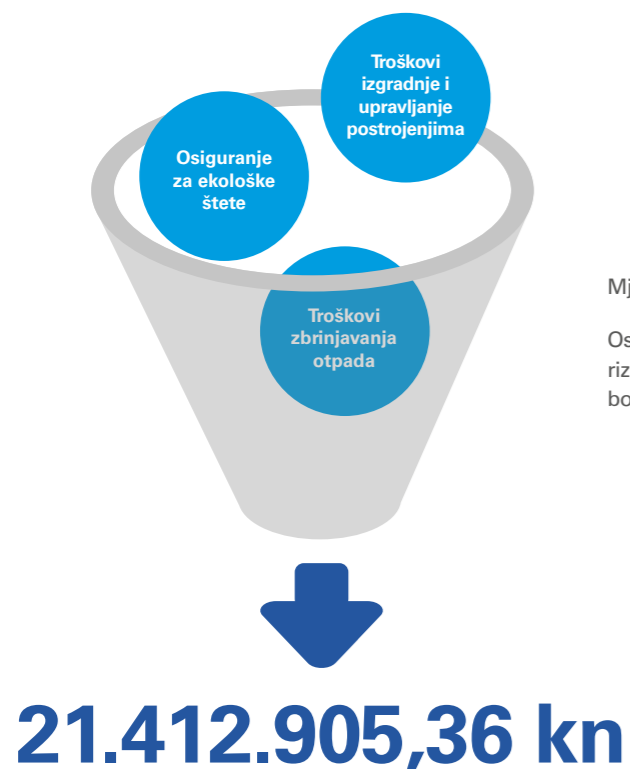 Troškovi
izgradnje i
upravljanje
postrojenjima
Osiguranje
za ekološke
štete
Troškovi
zbrinjavanja
otpada
21.412.905,36 kn